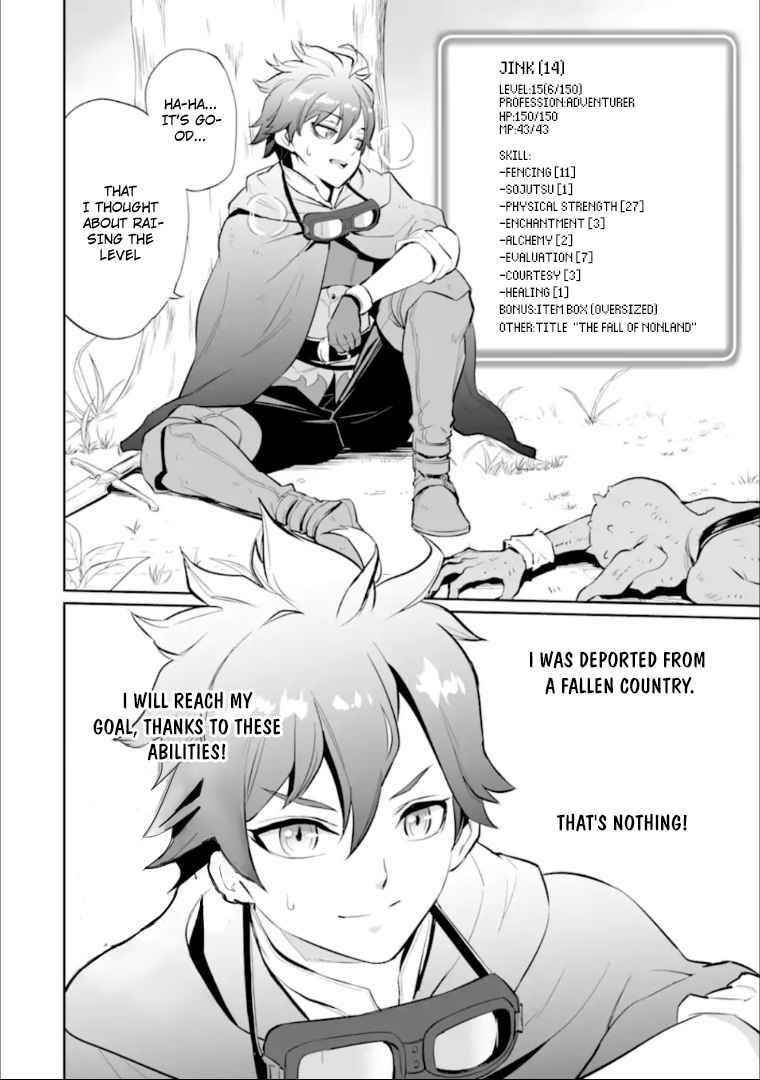 JINK (14)
LEVEL:15(6/150)
PROFESSION:ADVENTURER
HP:150/150
MP:43/43
SKILL:
-FENCING [11]
-SOJUTSU [1]
-PHYSICAL STRENGTH [27]
-ENCHANTMENT [3]
-ALCHEMY [2]
-EVALUATION [7]
-COURTESY [3]
-HEALING [1]
BONUS:ITEM BOX (OVERSIZED)
OTHER:TITLE "THE FALL OF NONLAND"
HA-HA...
IT'S GO-
OD...
THAT
I THOUGHT
ABOUT RAI-
SING THE
LEVEL
I WAS DEPORTED FROM
A FALLEN COUNTRY.
THAT'S NOTHING!
I WILL REACH MY
GOAL, THANKS TO THESE
ABILITIES!